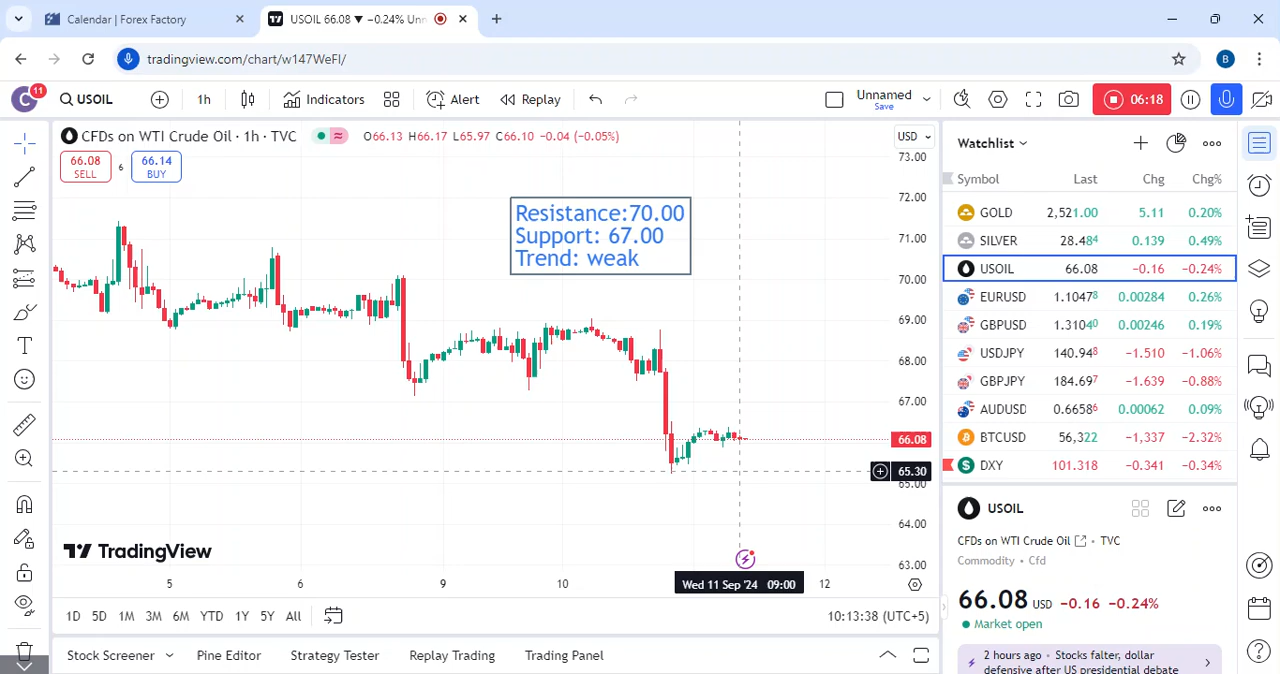 Calendar | Forex Factory
USOIL 66.08 ▼ −0.24% Unn
tradingview.com/chart/w147WeFI/
B
C
11
USOIL
1h
Indicators
Alert
Replay
Unnamed
Save
06:18
CFDs on WTI Crude Oil · 1h · TVC
O66.13 H66.17 L65.97 C66.10 −0.04 (−0.05%)
66.08
SELL
6
66.14
BUY
USD
Resistance:70.00
Support: 67.00
Trend: weak
73.00
72.00
71.00
70.00
69.00
68.00
67.00
66.08
65.30
65.00
64.00
63.00
TradingView
5
6
9
10
Wed 11 Sep '24 09:00
12
1D 5D 1M 3M 6M YTD 1Y 5Y All
10:13:38 (UTC+5)
Stock Screener
Pine Editor
Strategy Tester
Replay Trading
Trading Panel
Watchlist
Symbol Last Chg Chg%
GOLD 2,521.00 5.11 0.20%
SILVER 28.484 0.139 0.49%
USOIL 66.08 −0.16 −0.24%
EURUSD 1.10478 0.00284 0.26%
GBPUSD 1.31040 0.00246 0.19%
USDJPY 140.948 −1.510 −1.06%
GBPJPY 184.697 −1.639 −0.88%
AUDUSD 0.66586 0.00062 0.09%
BTCUSD 56,322 −1,337 −2.32%
DXY 101.318 −0.341 −0.34%
USOIL
CFDs on WTI Crude Oil • TVC
Commodity • Cfd
66.08 USD −0.16 −0.24%
Market open
2 hours ago • Stocks falter, dollar
defensive after US presidential debate